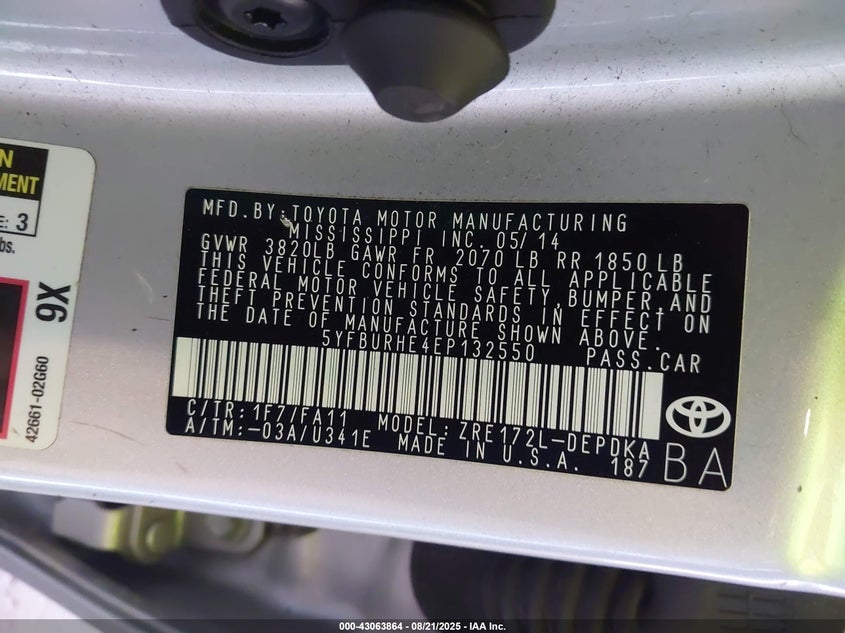 N
MENT
E: 3
bs.
9X
42661-02G60
MFD.BY:TOYOTA MOTOR MANUFACTURING
MISSISSIPPI INC. 05/14
GVWR 3820LB GAWR FR 2070 LB RR 1850 LB
THIS VEHICLE CONFORMS TO ALL APPLICABLE
FEDERAL MOTOR VEHICLE SAFETY,BUMPER,AND
THEFT PREVENTION STANDARDS IN EFFECT ON
THE DATE OF MANUFACTURE SHOWN ABOVE.
5YFBURHE4EP132550 PASS.CAR
C/TR:1F7/FA11 MODEL:ZRE172L-DEPDKA
A/TM:-03A/U341E MADE IN U.S.A. 187
BA
000-43063864 - 08/21/2025 - IAA Inc.